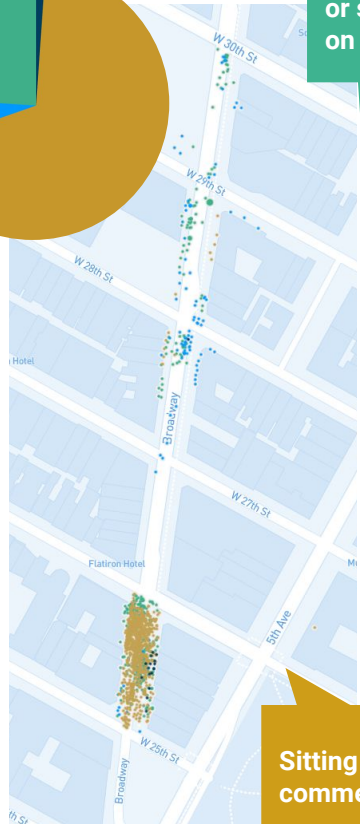 or s
on
W 30th St
W 29th St
W 28th St
Hotel
Broadway
W 27th St
Flatiron Hotel
5th Ave
W 25th St
Broadway
Sitting
comme